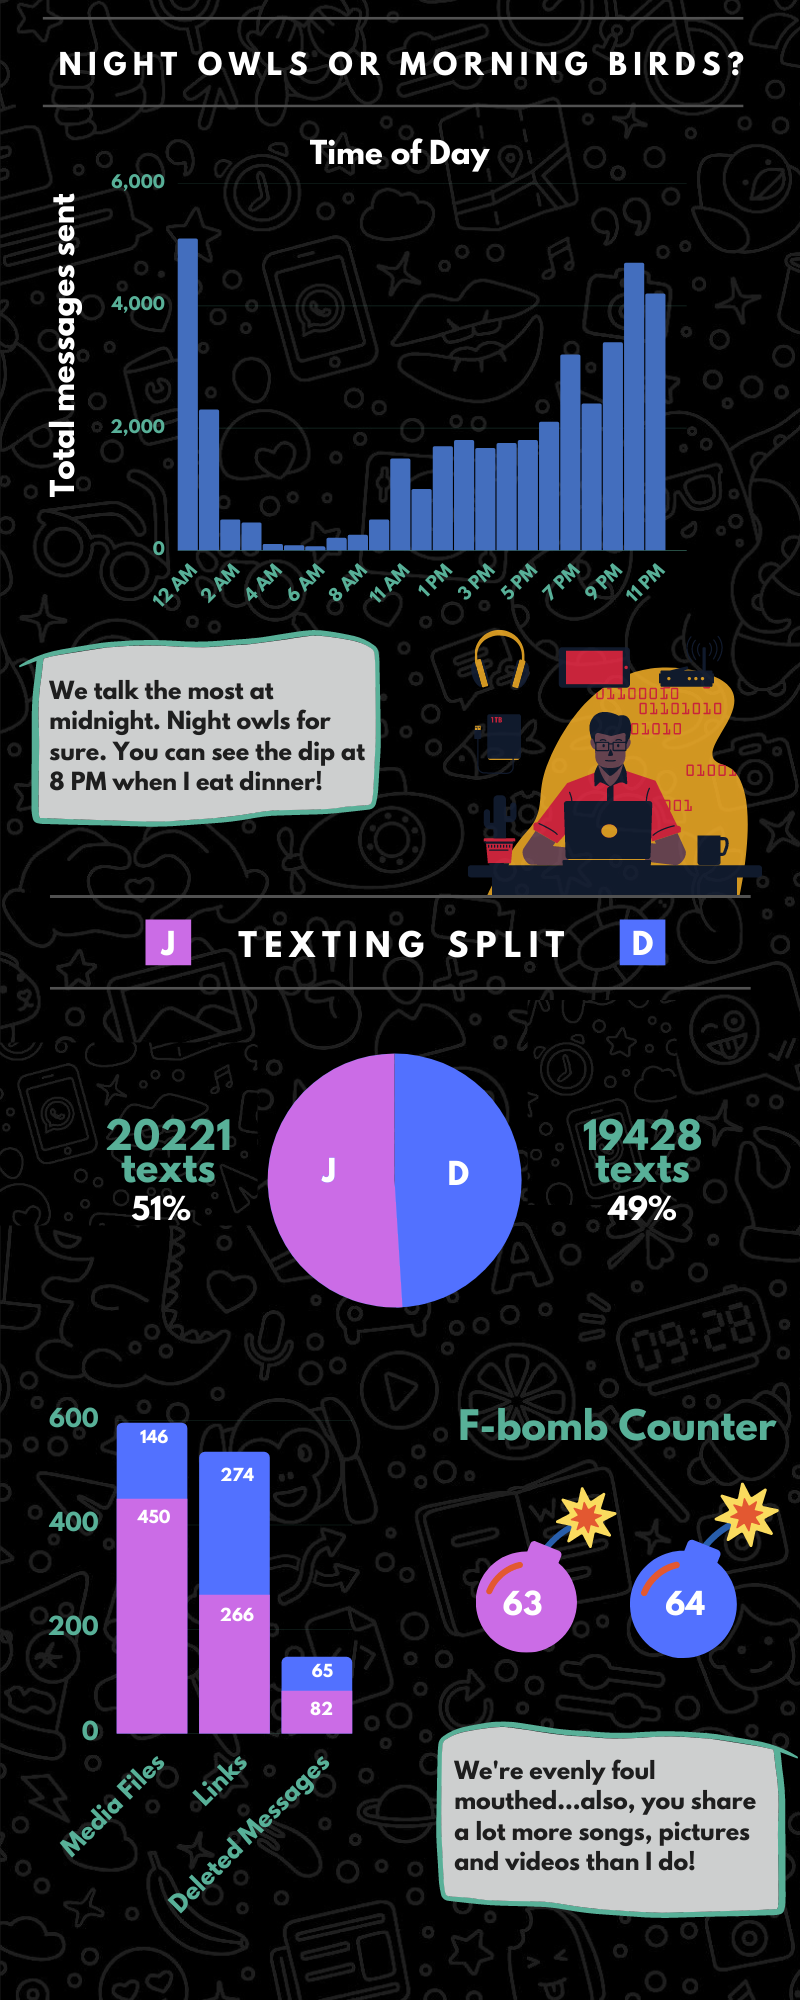 NIGHT OWLS OR MORNING BIRDS?
Time of Day
Total messages sent
6,000
4,000
2,000
0
12 AM
2 AM
4 AM
6 AM
8 AM
11 AM
1 PM
3 PM
5 PM
7 PM
9 PM
11 PM
We talk the most at
midnight. Night owls for
sure. You can see the dip at
8 PM when I eat dinner!
1TB
01100010
01101010
01010
01001
001
J TEXTING SPLIT D
20221
texts
51%
J
D
19428
texts
49%
09:28
600
400
200
0
146
450
274
266
65
82
Media Files
Links
Deleted Messages
F-bomb Counter
63
64
We're evenly foul
mouthed...also, you share
a lot more songs, pictures
and videos than I do!